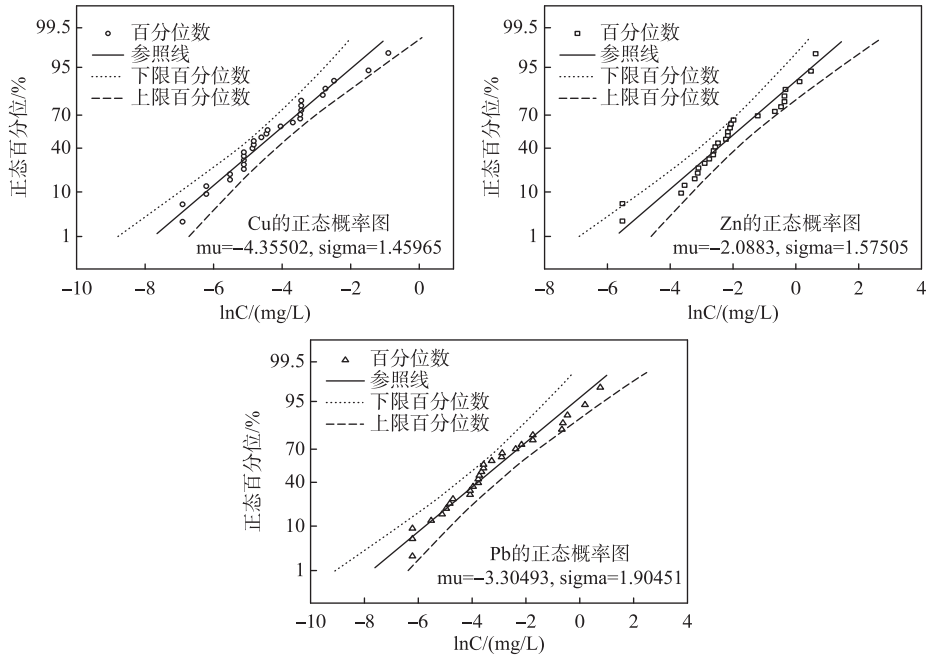 99.5
95
70
40
10
1
正态百分位/%
百分位数
参照线
下限百分位数
上限百分位数
Cu的正态概率图
mu=−4.35502, sigma=1.45965
−10 −8 −6 −4 −2 0
lnC/(mg/L)
99.5
95
70
40
10
1
正态百分位/%
百分位数
参照线
下限百分位数
上限百分位数
Zn的正态概率图
mu=−2.0883, sigma=1.57505
−8 −6 −4 −2 0 2 4
lnC/(mg/L)
99.5
95
70
40
10
1
正态百分位/%
百分位数
参照线
下限百分位数
上限百分位数
Pb的正态概率图
mu=−3.30493, sigma=1.90451
−10 −8 −6 −4 −2 0 2 4
lnC/(mg/L)